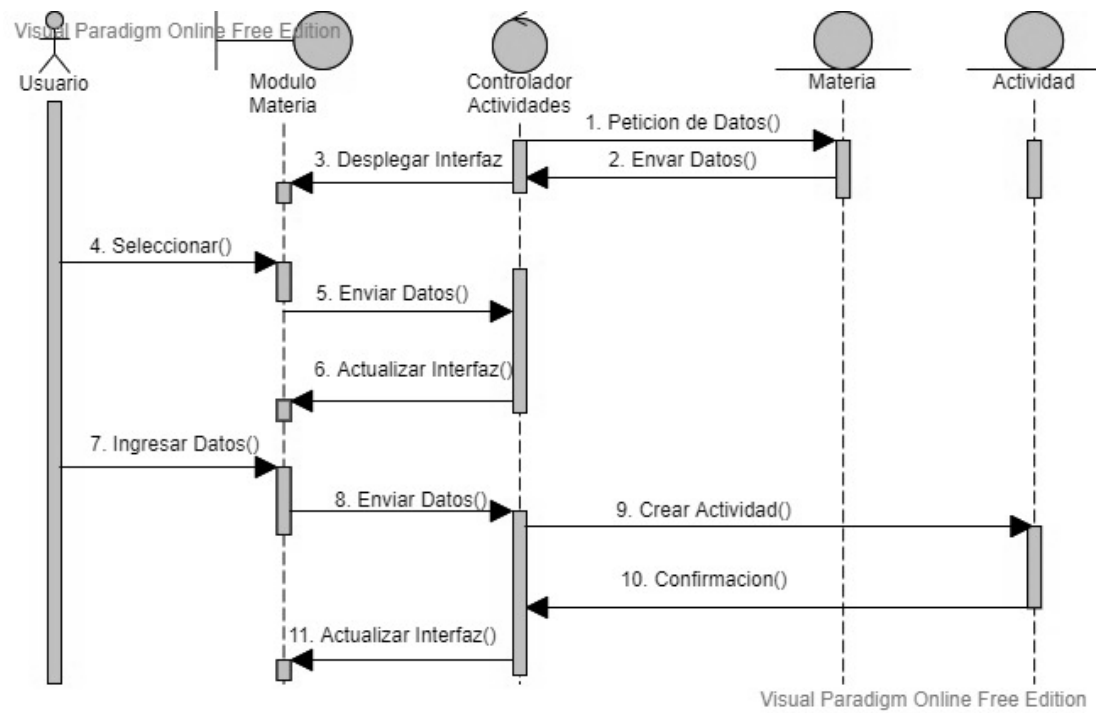 Visual Paradigm Online Free Edition
Usuario
Modulo
Materia
Controlador
Actividades
Materia
Actividad
1. Peticion de Datos()
2. Envar Datos()
3. Desplegar Interfaz
4. Seleccionar()
5. Enviar Datos()
6. Actualizar Interfaz()
7. Ingresar Datos()
8. Enviar Datos()
9. Crear Actividad()
10. Confirmacion()
11. Actualizar Interfaz()
Visual Paradigm Online Free Edition